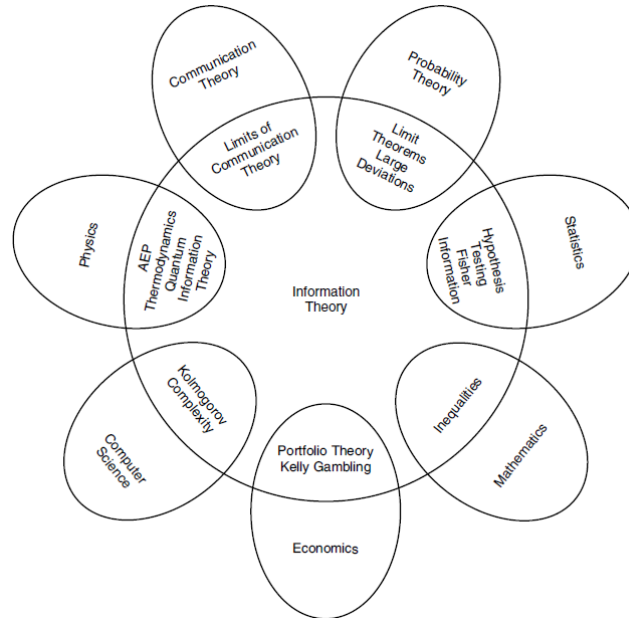 Communication
Theory
Probability
Theory
Limits of
Communication
Theory
Limit
Theorems
Large
Deviations
Physics
AEP
Thermodynamics
Quantum
Information
Theory
Hypothesis
Testing
Fisher
Information
Statistics
Information
Theory
Kolmogorov
Complexity
Computer
Science
Portfolio Theory
Kelly Gambling
Economics
Inequalities
Mathematics